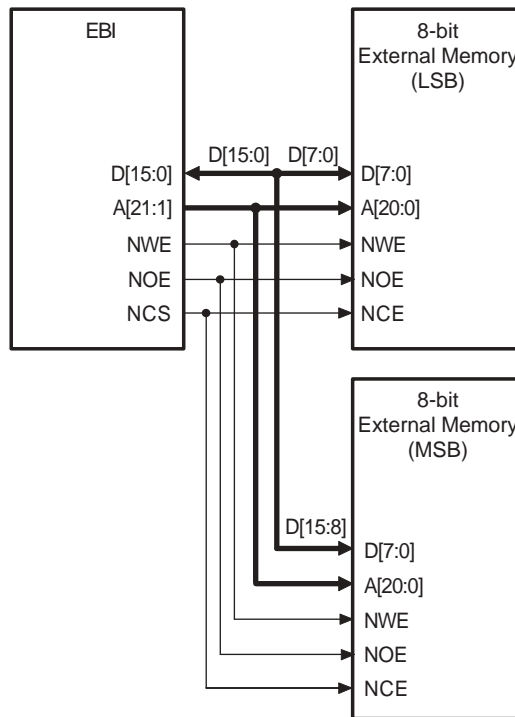 EBI
8-bit
External Memory
(LSB)
D[15:0]
D[7:0]
D[15:0]
D[7:0]
A[21:1]
A[20:0]
NWE
NWE
NOE
NOE
NCS
NCE
8-bit
External Memory
(MSB)
D[15:8]
D[7:0]
A[20:0]
NWE
NOE
NCE